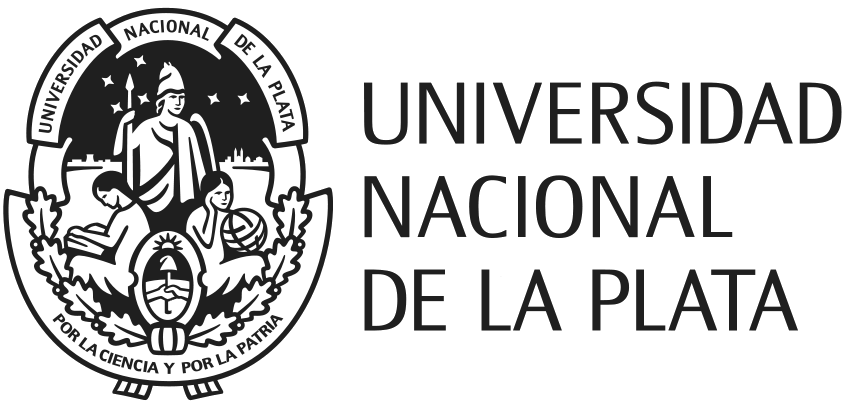 UNIVERSIDAD NACIONAL DE LA PLATA
POR LA CIENCIA Y POR LA PATRIA
UNIVERSIDAD
NACIONAL
DE LA PLATA